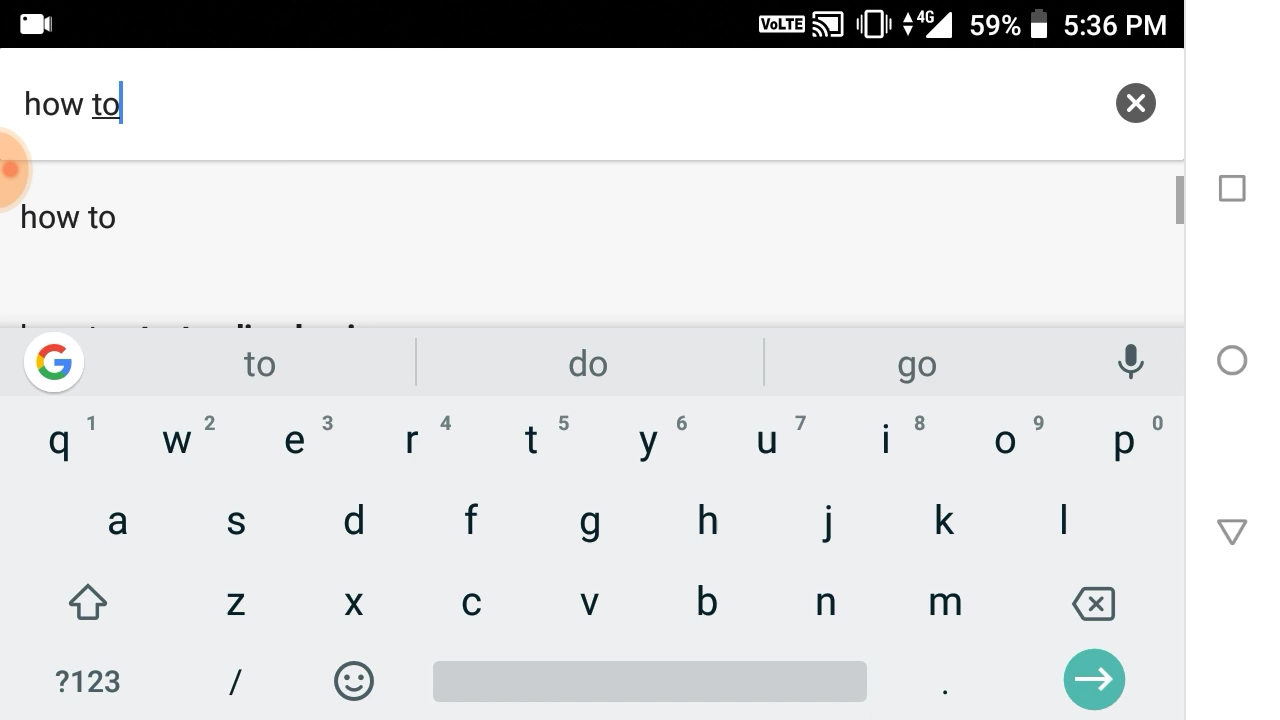 VoLTE 4G 59% 5:36 PM
how to
how to
to do go
q 1 w 2 e 3 r 4 t 5 y 6 u 7 i 8 o 9 p 0
a s d f g h j k l
z x c v b n m
?123 / .